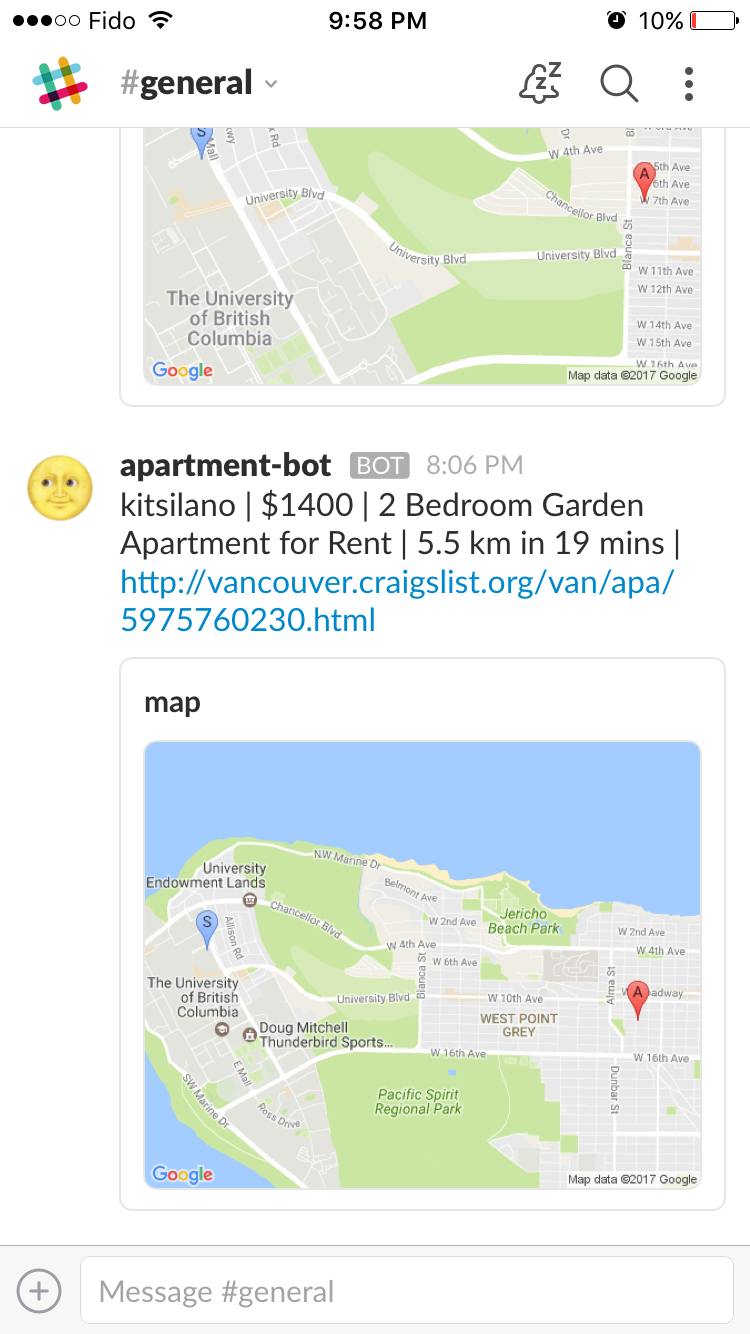 Fido 9:58 PM 10%
#general
S
Mall
kwy
k Rd
Dr
Bl
W 4th Ave
5th Ave
A
6th Ave
W 7th Ave
University Blvd
Chancellor Blvd
Blanca St
University Blvd
University Blvd
W 11th Ave
W 12th Ave
The University
of British
Columbia
W 14th Ave
W 15th Ave
W 16th Ave
Google
Map data ©2017 Google
apartment-bot BOT 8:06 PM
kitsilano | $1400 | 2 Bedroom Garden
Apartment for Rent | 5.5 km in 19 mins |
http://vancouver.craigslist.org/van/apa/
5975760230.html
map
NW Marine Dr
University
Endowment Lands
Belmont Ave
Chancellor Blvd
Jericho
Beach Park
S
Allison Rd
W 2nd Ave
W 2nd Ave
W 4th Ave
W 4th Ave
Blanca St
W 6th Ave
Alma St
The University
of British
Columbia
University Blvd
W 10th Ave
W
A
adway
WEST POINT
GREY
Doug Mitchell
Thunderbird Sports...
W 16th Ave
W 16th Ave
E Mall
Dunbar St
SW Marine Dr
Ross Drive
Pacific Spirit
Regional Park
Google
Map data ©2017 Google
Message #general